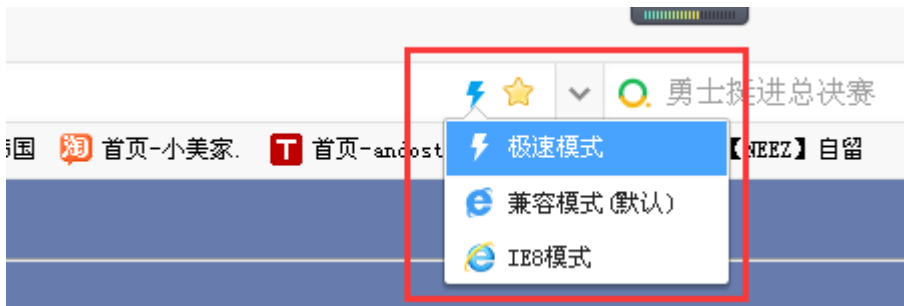 勇士挺进总决赛
国 淘 首页-小美家. T 首页-andost 【NEEZ】自留
极速模式
兼容模式(默认)
IE8模式